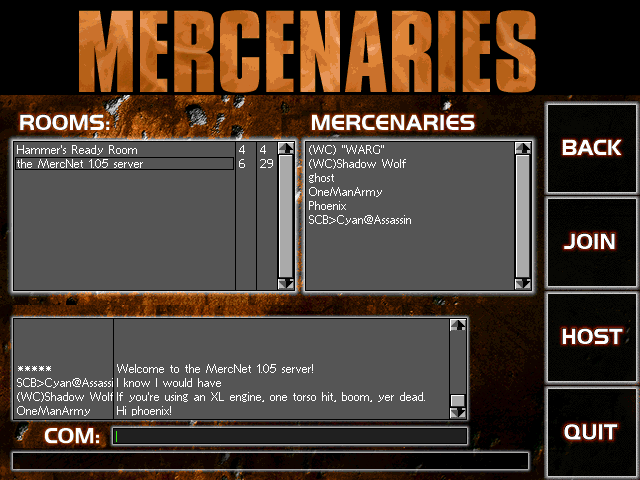 MERCENARIES
ROOMS:
Hammer's Ready Room 4 4
the MercNet 1.05 server 6 29
MERCENARIES
(WC) "WARG"
(WC)Shadow Wolf
ghost
OneManArmy
Phoenix
SCB>Cyan@Assassin
BACK
JOIN
HOST
QUIT
***** Welcome to the MercNet 1.05 server!
SCB>Cyan@Assassi I know I would have
(WC)Shadow Wolf If you're using an XL engine, one torso hit, boom, yer dead.
OneManArmy Hi phoenix!
COM: